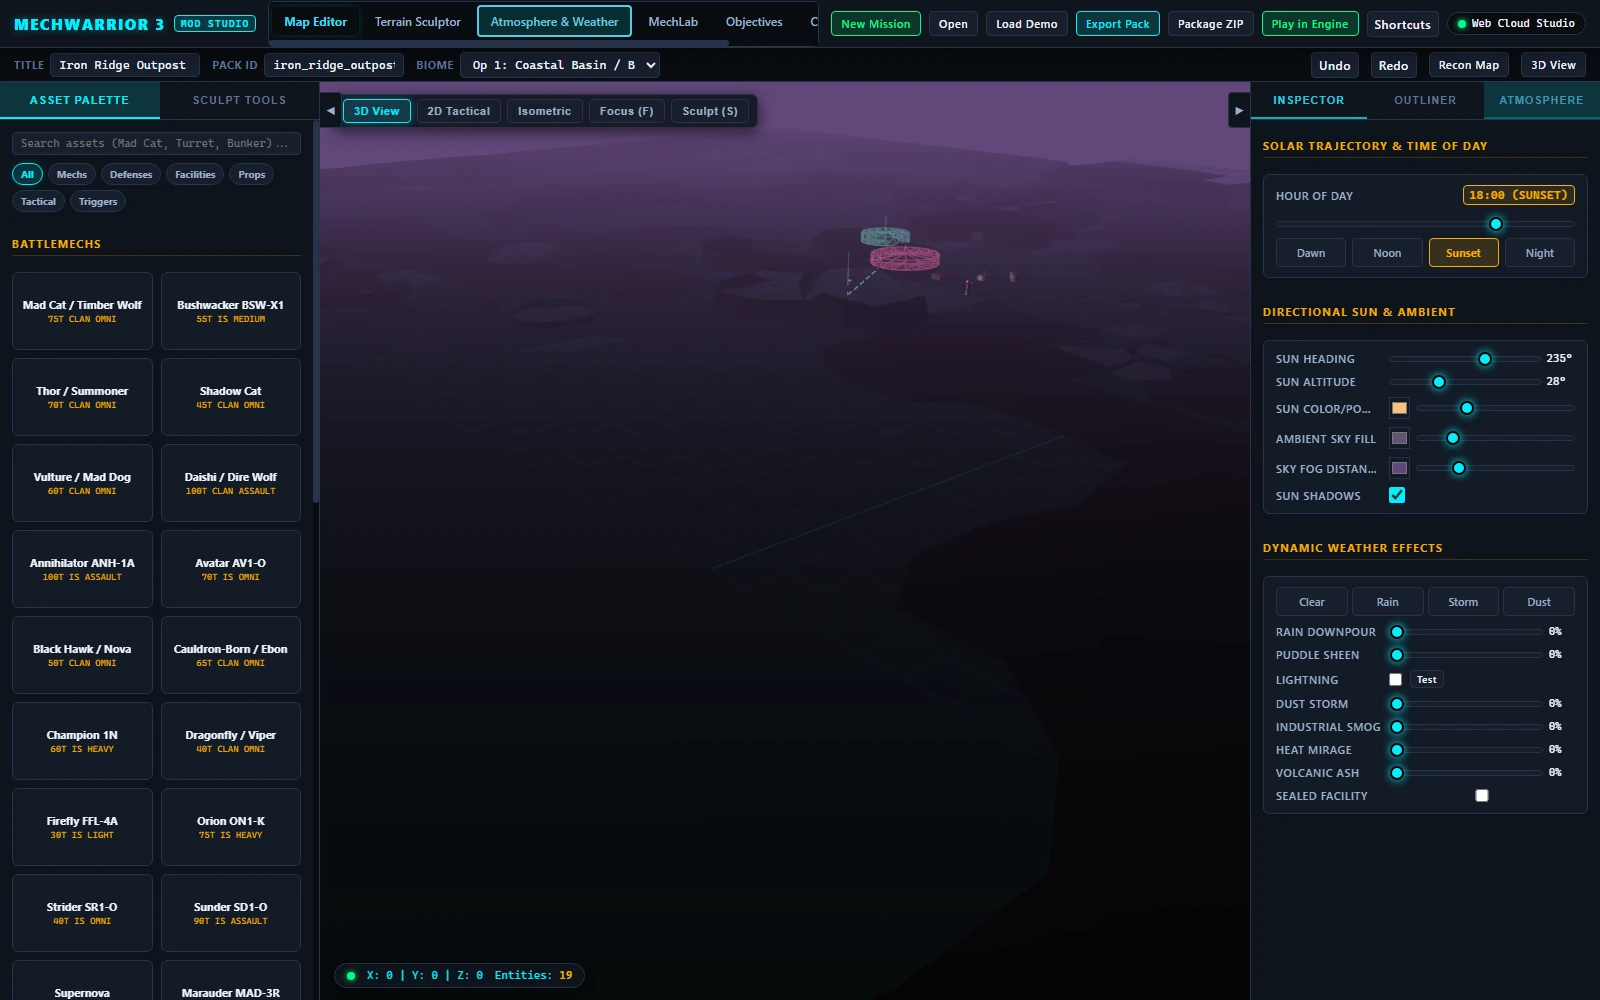 MECHWARRIOR 3 MOD STUDIO
Map Editor Terrain Sculptor Atmosphere & Weather MechLab Objectives
New Mission Open Load Demo Export Pack Package ZIP Play in Engine Shortcuts Web Cloud Studio
TITLE Iron Ridge Outpost PACK ID iron_ridge_outpost BIOME Op 1: Coastal Basin / B
Undo Redo Recon Map 3D View
ASSET PALETTE SCULPT TOOLS
Search assets (Mad Cat, Turret, Bunker)...
All Mechs Defenses Facilities Props
Tactical Triggers
BATTLEMECHS
Mad Cat / Timber Wolf
75T CLAN OMNI
Bushwacker BSW-X1
55T IS MEDIUM
Thor / Summoner
70T CLAN OMNI
Shadow Cat
45T CLAN OMNI
Vulture / Mad Dog
60T CLAN OMNI
Daishi / Dire Wolf
100T CLAN ASSAULT
Annihilator ANH-1A
100T IS ASSAULT
Avatar AV1-O
70T IS OMNI
Black Hawk / Nova
50T CLAN OMNI
Cauldron-Born / Ebon
65T CLAN OMNI
Champion 1N
60T IS HEAVY
Dragonfly / Viper
40T CLAN OMNI
Firefly FFL-4A
30T IS LIGHT
Orion ON1-K
75T IS HEAVY
Strider SR1-O
40T IS OMNI
Sunder SD1-O
90T IS ASSAULT
Supernova
Marauder MAD-3R
◀ 3D View 2D Tactical Isometric Focus (F) Sculpt (S) ▶
X: 0 | Y: 0 | Z: 0 Entities: 19
INSPECTOR OUTLINER ATMOSPHERE
SOLAR TRAJECTORY & TIME OF DAY
HOUR OF DAY 18:00 (SUNSET)
Dawn Noon Sunset Night
DIRECTIONAL SUN & AMBIENT
SUN HEADING 235°
SUN ALTITUDE 28°
SUN COLOR/PO...
AMBIENT SKY FILL
SKY FOG DISTAN...
SUN SHADOWS
DYNAMIC WEATHER EFFECTS
Clear Rain Storm Dust
RAIN DOWNPOUR 0%
PUDDLE SHEEN 0%
LIGHTNING Test
DUST STORM 0%
INDUSTRIAL SMOG 0%
HEAT MIRAGE 0%
VOLCANIC ASH 0%
SEALED FACILITY